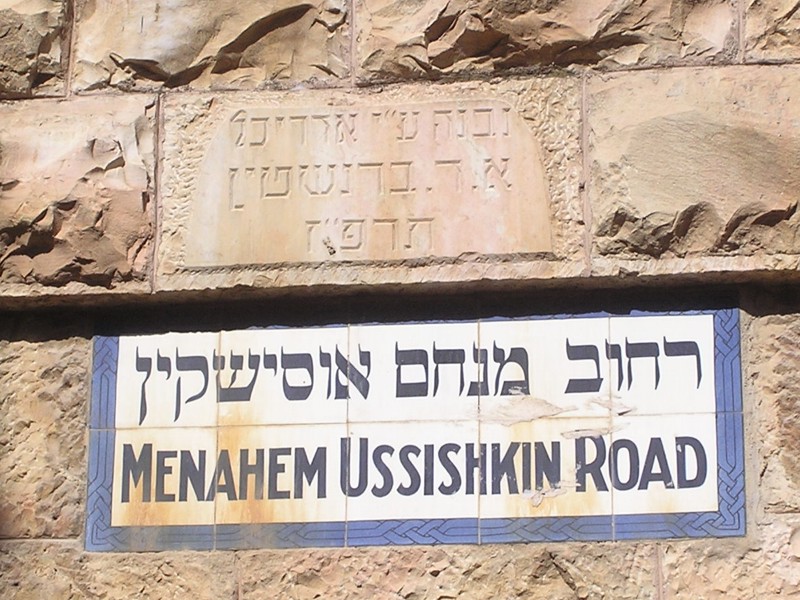 נבנה ע״י אדריכל
א.ד. ברנשטין
תרפ״ז
רחוב מנחם אוסישקין
MENAHEM USSISHKIN ROAD